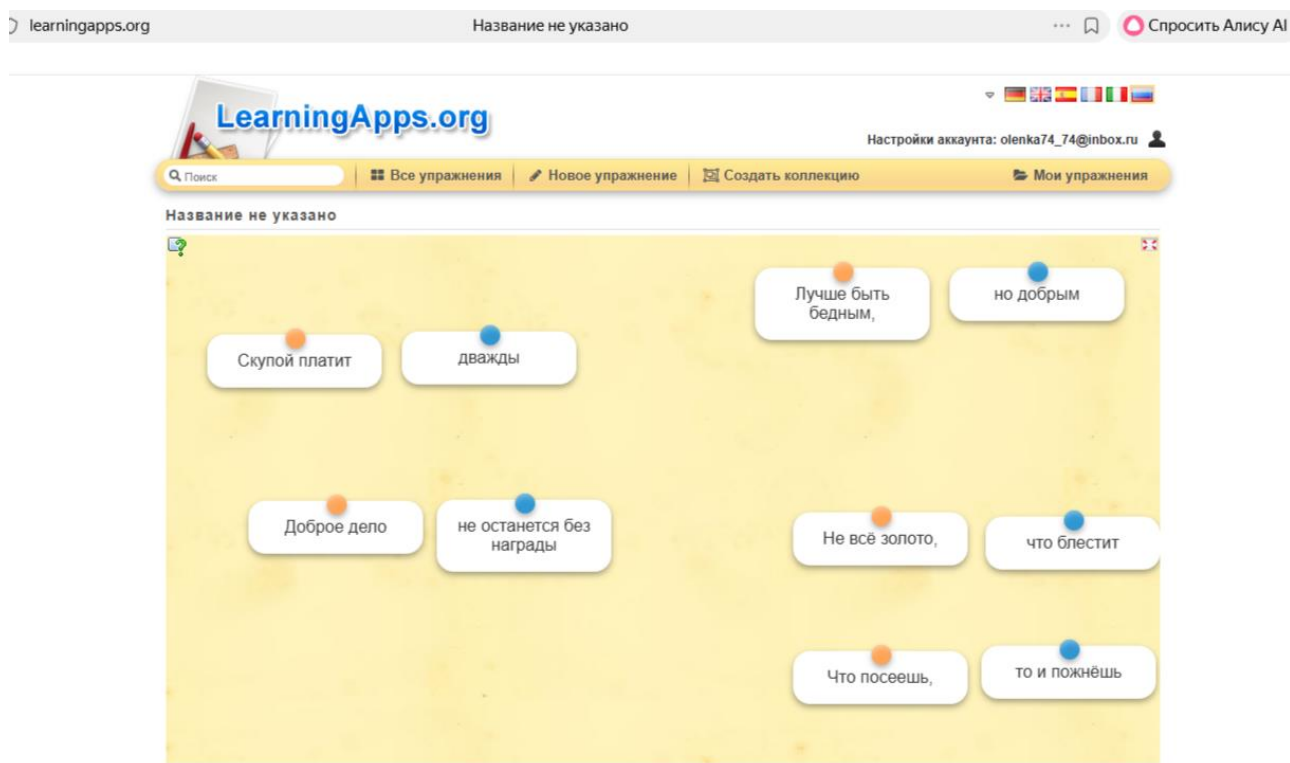 learningapps.org Название не указано ... Спросить Алису AI
LearningApps.org
Настройки аккаунта: olenka74_74@inbox.ru
Поиск Все упражнения Новое упражнение Создать коллекцию Мои упражнения
Название не указано
Лучше быть
бедным,
но добрым
Скупой платит
дважды
Доброе дело
не останется без
награды
Не всё золото,
что блестит
Что посеешь,
то и пожнёшь